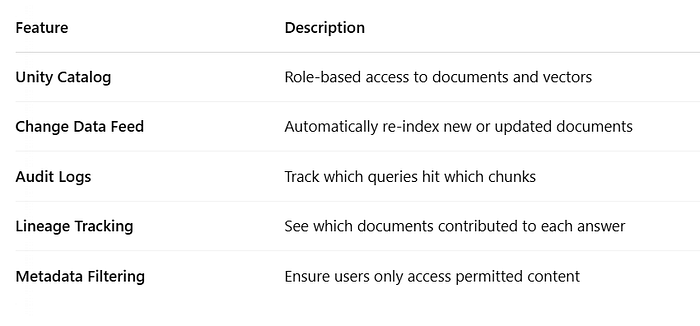 Feature Description
Unity Catalog Role-based access to documents and vectors
Change Data Feed Automatically re-index new or updated documents
Audit Logs Track which queries hit which chunks
Lineage Tracking See which documents contributed to each answer
Metadata Filtering Ensure users only access permitted content